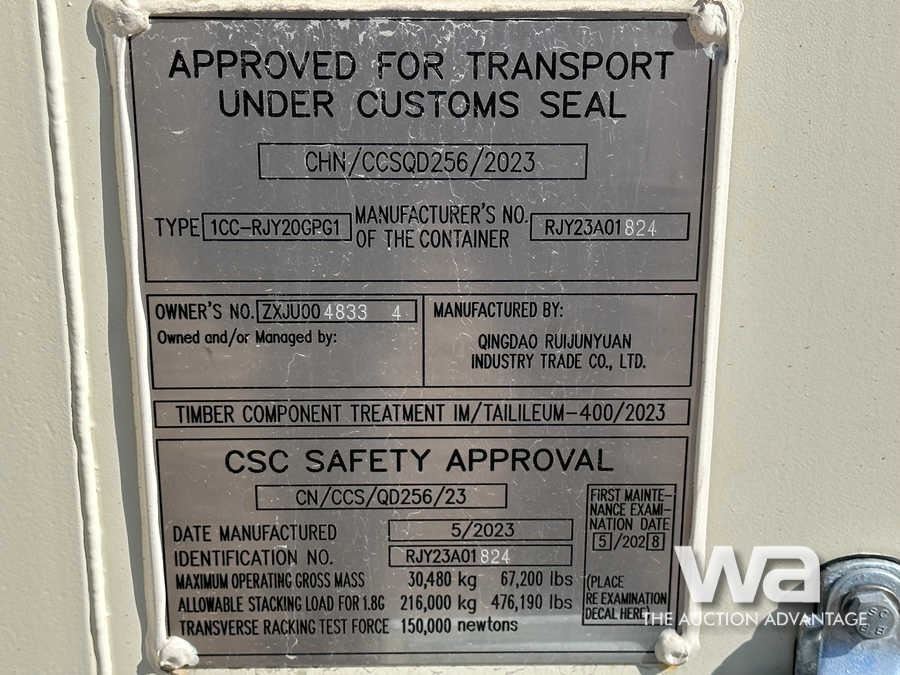 APPROVED FOR TRANSPORT
UNDER CUSTOMS SEAL
CHN/CCSQD256/2023
TYPE 1CC-RJY20GPG1 MANUFACTURER'S NO. OF THE CONTAINER RJY23A01824
OWNER'S NO. ZXJU004833 4
Owned and/or Managed by:
MANUFACTURED BY:
QINGDAO RUIJUNYUAN
INDUSTRY TRADE CO., LTD.
TIMBER COMPONENT TREATMENT IM/TAILILEUM-400/2023
CSC SAFETY APPROVAL
CN/CCS/QD256/23
DATE MANUFACTURED 5/2023
IDENTIFICATION NO. RJY23A01824
MAXIMUM OPERATING GROSS MASS 30,480 kg 67,200 lbs
ALLOWABLE STACKING LOAD FOR 1.8G 216,000 kg 476,190 lbs
TRANSVERSE RACKING TEST FORCE 150,000 newtons
FIRST MAINTE-
NANCE EXAMI-
NATION DATE
5/2028
(PLACE
RE EXAMINATION
DECAL HERE)
wa
THE AUCTION ADVANTAGE